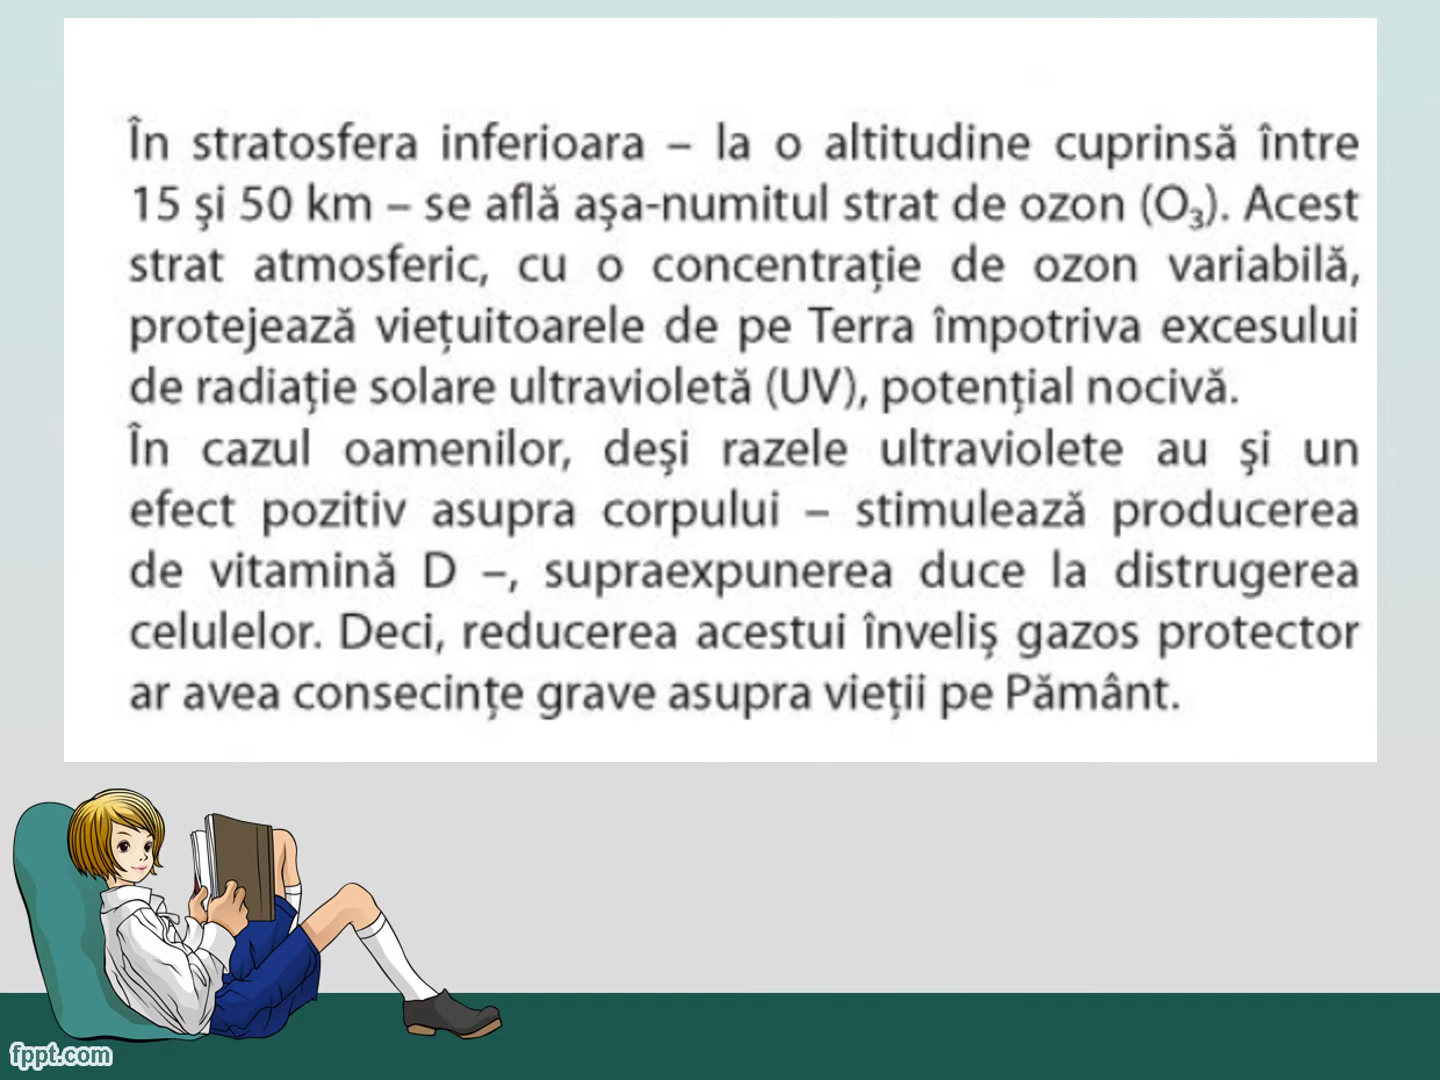 În stratosfera inferioara – la o altitudine cuprinsă între
15 şi 50 km – se află aşa-numitul strat de ozon (O₃). Acest
strat atmosferic, cu o concentraţie de ozon variabilă,
protejează vieţuitoarele de pe Terra împotriva excesului
de radiaţie solare ultravioletă (UV), potenţial nocivă.
În cazul oamenilor, deşi razele ultraviolete au şi un
efect pozitiv asupra corpului – stimulează producerea
de vitamină D –, supraexpunerea duce la distrugerea
celulelor. Deci, reducerea acestui înveliş gazos protector
ar avea consecinţe grave asupra vieţii pe Pământ.
fppt.com